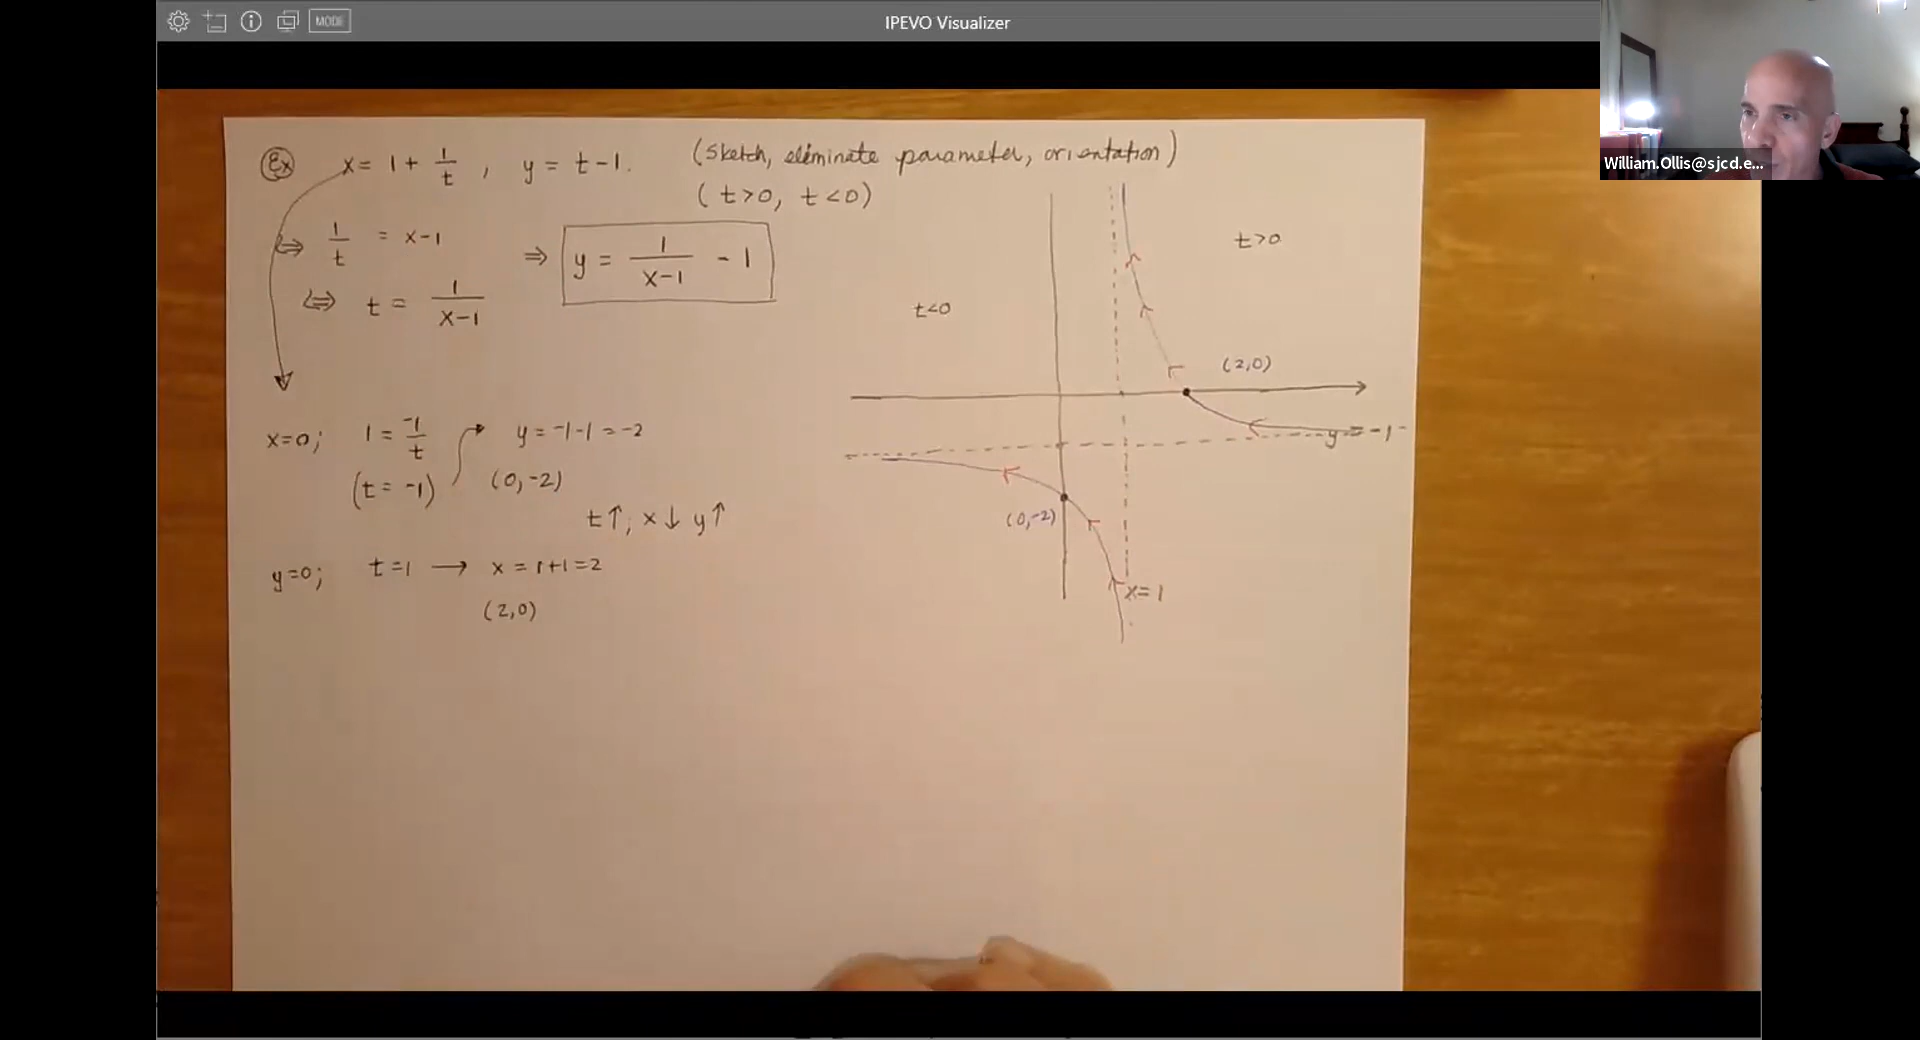 MODE
IPEVO Visualizer
William.Ollis@sjcd.e...
Ex x = 1 + 1/t , y = t-1. (sketch, eliminate parameter, orientation)
(t>0, t<0)
⇔ 1/t = x-1 ⇒ y = 1/(x-1) - 1
⇔ t = 1/(x-1)
x=0; 1 = -1/t y = -1-1 = -2
(t = -1) (0,-2)
t↑; x↓ y↑
y=0; t=1 → x = 1+1=2
(2,0)
t>0
t<0
(2,0)
y=-1
(0,-2)
x=1